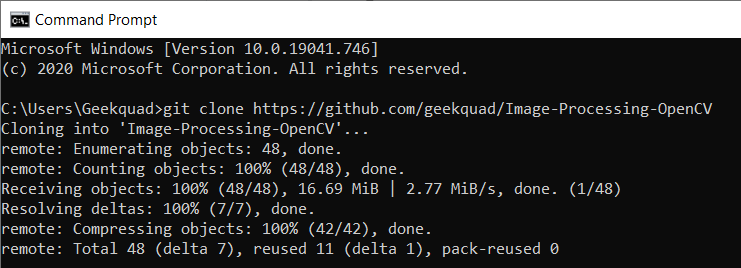 Command Prompt
Microsoft Windows [Version 10.0.19041.746]
(c) 2020 Microsoft Corporation. All rights reserved.
C:\Users\Geekquad>git clone https://github.com/geekquad/Image-Processing-OpenCV
Cloning into 'Image-Processing-OpenCV'...
remote: Enumerating objects: 48, done.
remote: Counting objects: 100% (48/48), done.
Receiving objects: 100% (48/48), 16.69 MiB | 2.77 MiB/s, done. (1/48)
Resolving deltas: 100% (7/7), done.
remote: Compressing objects: 100% (42/42), done.
remote: Total 48 (delta 7), reused 11 (delta 1), pack-reused 0